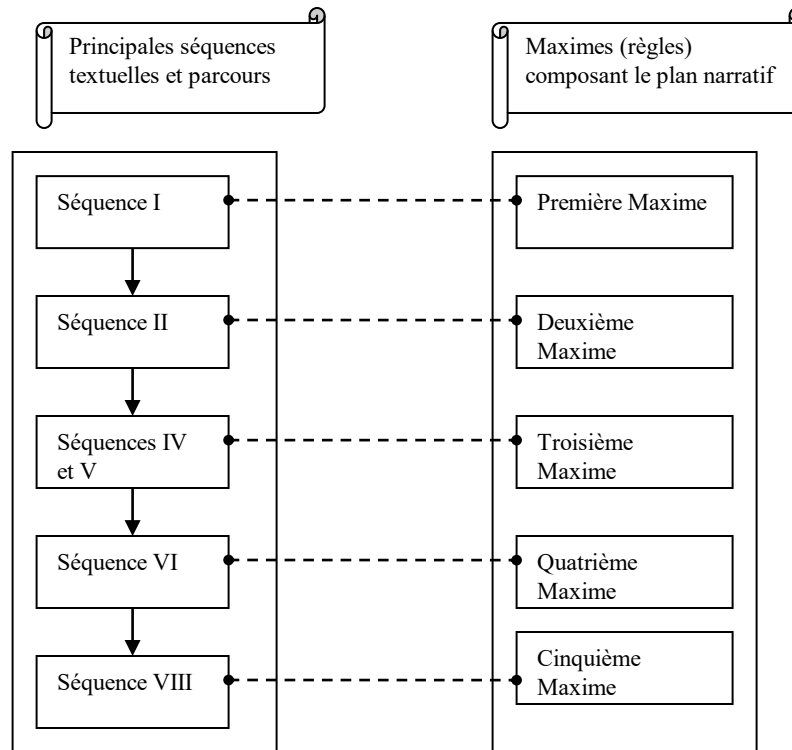 Principales séquences
textuelles et parcours
Maximes (règles)
composant le plan narratif
Séquence I
Première Maxime
Séquence II
Deuxième
Maxime
Séquences IV
et V
Troisième
Maxime
Séquence VI
Quatrième
Maxime
Séquence VIII
Cinquième
Maxime